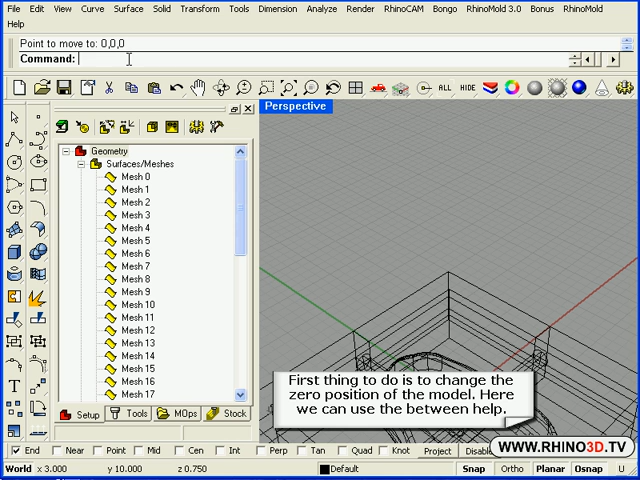 File Edit View Curve Surface Solid Transform Tools Dimension Analyze Render RhinoCAM Bongo RhinoMold 3.0 Bonus RhinoMold
Help
Point to move to: 0,0,0
Command:
ALL HIDE
Perspective
Geometry
Surfaces/Meshes
Mesh 0
Mesh 1
Mesh 2
Mesh 3
Mesh 4
Mesh 5
Mesh 6
Mesh 7
Mesh 8
Mesh 9
Mesh 10
Mesh 11
Mesh 12
Mesh 13
Mesh 14
Mesh 15
Mesh 16
Mesh 17
First thing to do is to change the
zero position of the model. Here
we can use the between help.
Setup Tools MOps Stock
End Near Point Mid Cen Int Perp Tan Quad Knot Project Disable
WWW.RHINO3D.TV
World x 3.000 y 10.000 z 0.750 Default Snap Ortho Planar Osnap